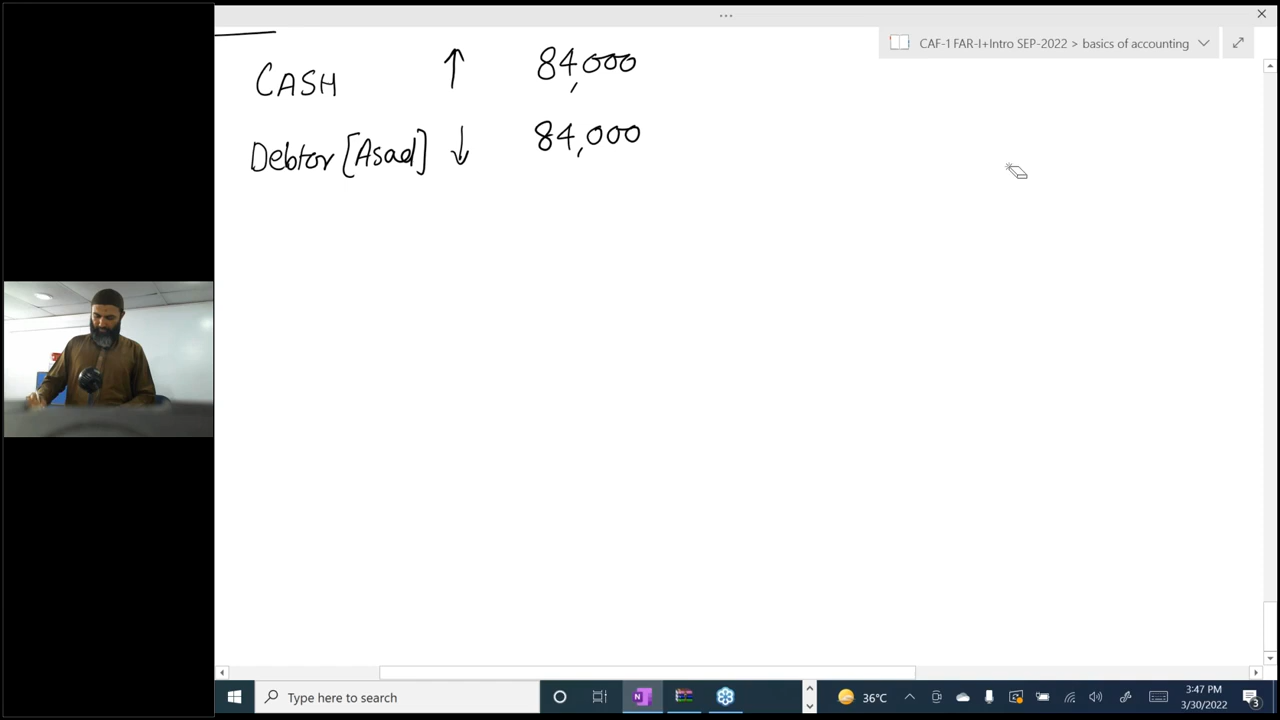 CAF-1 FAR-I+Intro SEP-2022 > basics of accounting
CASH ↑ 84,000
Debtor [Asad] ↓ 84,000
Type here to search
36°C
3:47 PM
3/30/2022
3